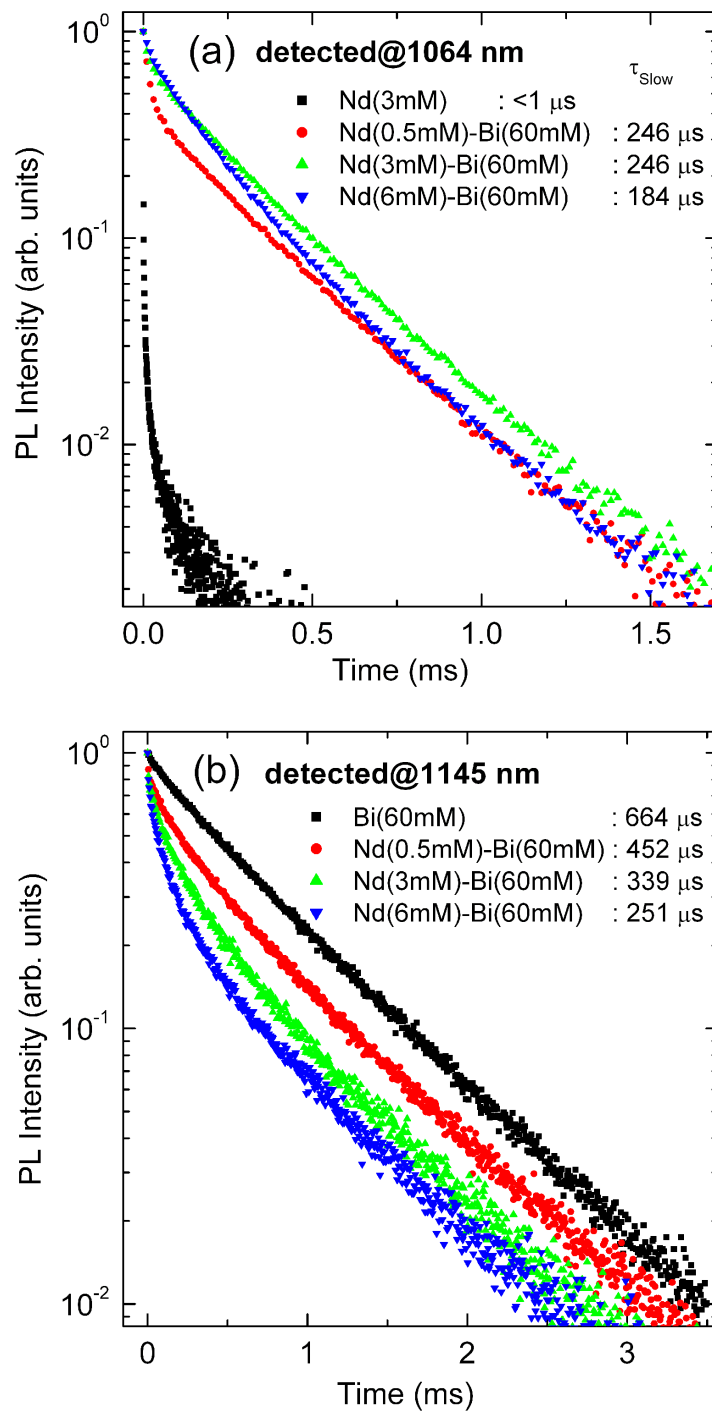 (a) detected@1064 nm
τSlow
Nd(3mM) : <1 μs
Nd(0.5mM)-Bi(60mM) : 246 μs
Nd(3mM)-Bi(60mM) : 246 μs
Nd(6mM)-Bi(60mM) : 184 μs
PL Intensity (arb. units)
10⁰
10⁻¹
10⁻²
0.0 0.5 1.0 1.5
Time (ms)
(b) detected@1145 nm
Bi(60mM) : 664 μs
Nd(0.5mM)-Bi(60mM) : 452 μs
Nd(3mM)-Bi(60mM) : 339 μs
Nd(6mM)-Bi(60mM) : 251 μs
PL Intensity (arb. units)
10⁰
10⁻¹
10⁻²
0 1 2 3
Time (ms)